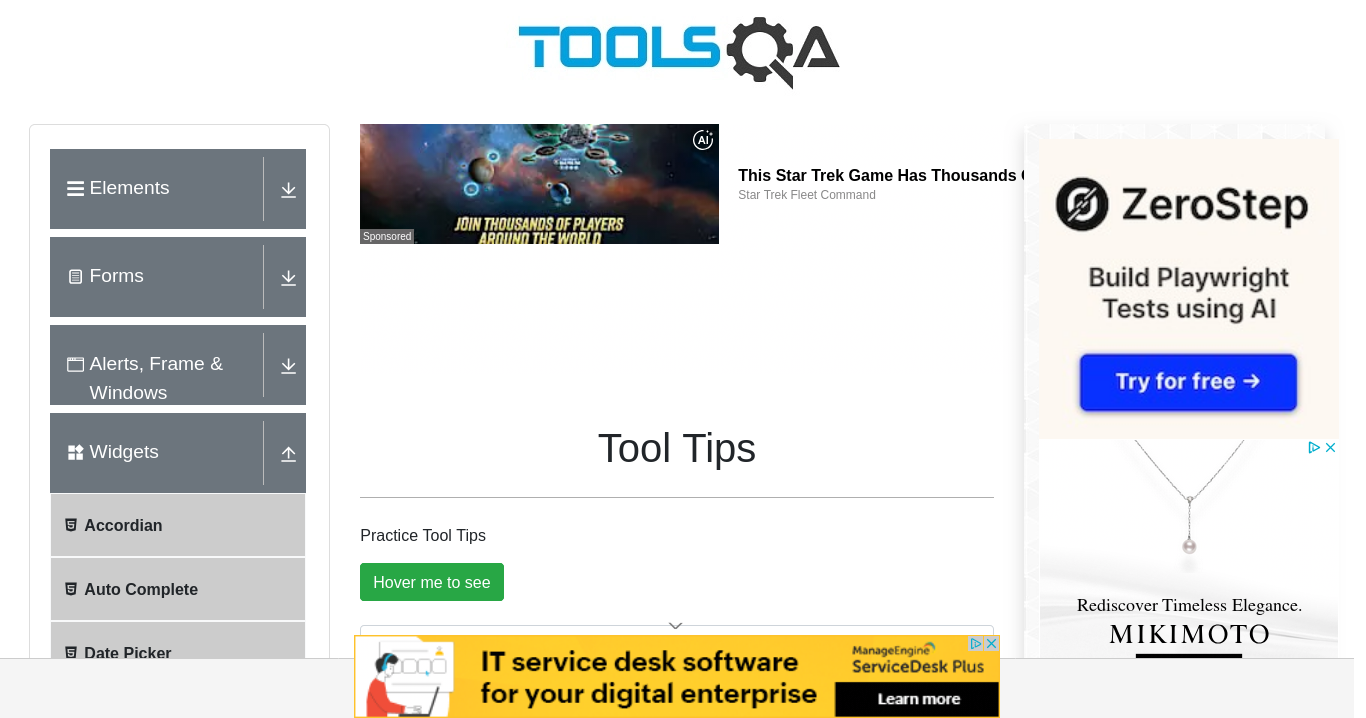 TOOLSQA
Elements
Forms
Alerts, Frame &
Windows
Widgets
Accordian
Auto Complete
Date Picker
AI
JOIN THOUSANDS OF PLAYERS
AROUND THE WORLD
Sponsored
This Star Trek Game Has Thousands
Star Trek Fleet Command
Tool Tips
Practice Tool Tips
Hover me to see
ZeroStep
Build Playwright
Tests using AI
Try for free →
Rediscover Timeless Elegance.
MIKIMOTO
IT service desk software
for your digital enterprise
ManageEngine
ServiceDesk Plus
Learn more